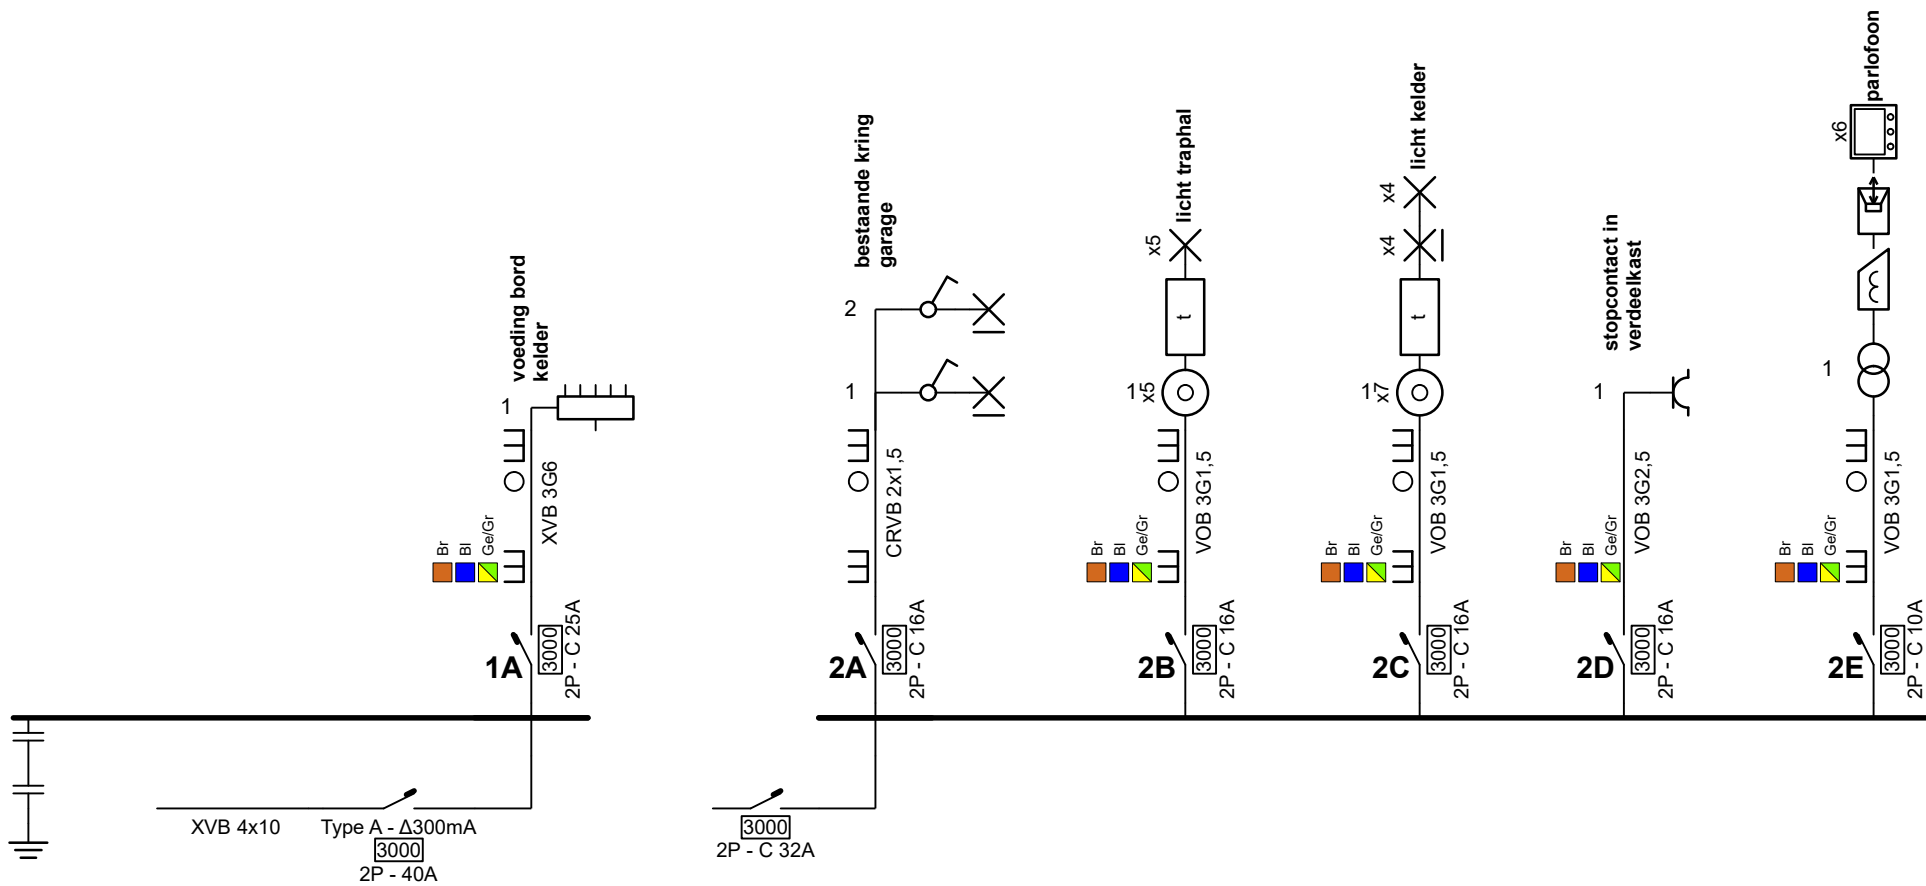 voeding bord
kelder
1
XVB 3G6
Br
Bl
Ge/Gr
1A
3000
2P - C 25A
XVB 4x10
Type A - Δ300mA
3000
2P - 40A
bestaande kring
garage
2
1
CRVB 2x1,5
2A
3000
2P - C 16A
3000
2P - C 32A
licht traphal
x5
t
1
x5
VOB 3G1,5
Br
Bl
Ge/Gr
2B
3000
2P - C 16A
licht kelder
x4
x4
t
1
x7
VOB 3G1,5
Br
Bl
Ge/Gr
2C
3000
2P - C 16A
stopcontact in
verdeelkast
1
VOB 3G2,5
Br
Bl
Ge/Gr
2D
3000
2P - C 16A
parlofoon
x6
1
VOB 3G1,5
Br
Bl
Ge/Gr
2E
3000
2P - C 10A